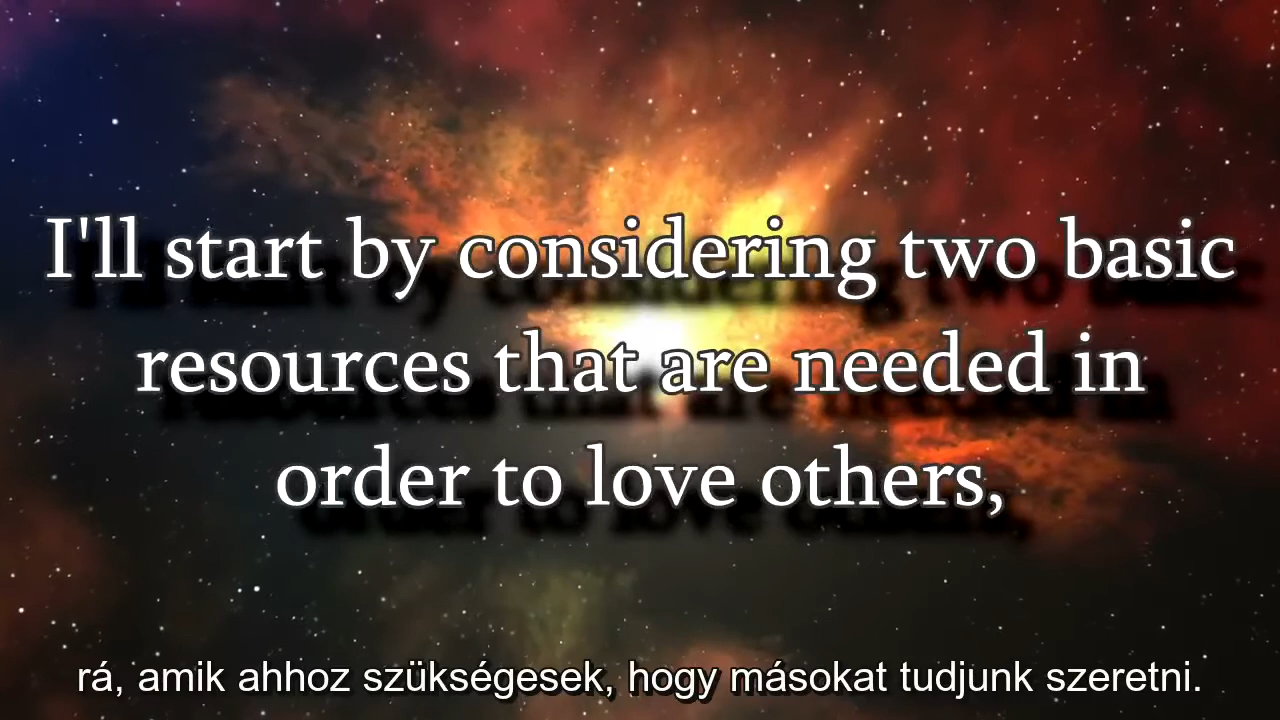 I'll start by considering two basic
resources that are needed in
order to love others,
rá, amik ahhoz szükségesek, hogy másokat tudjunk szeretni.